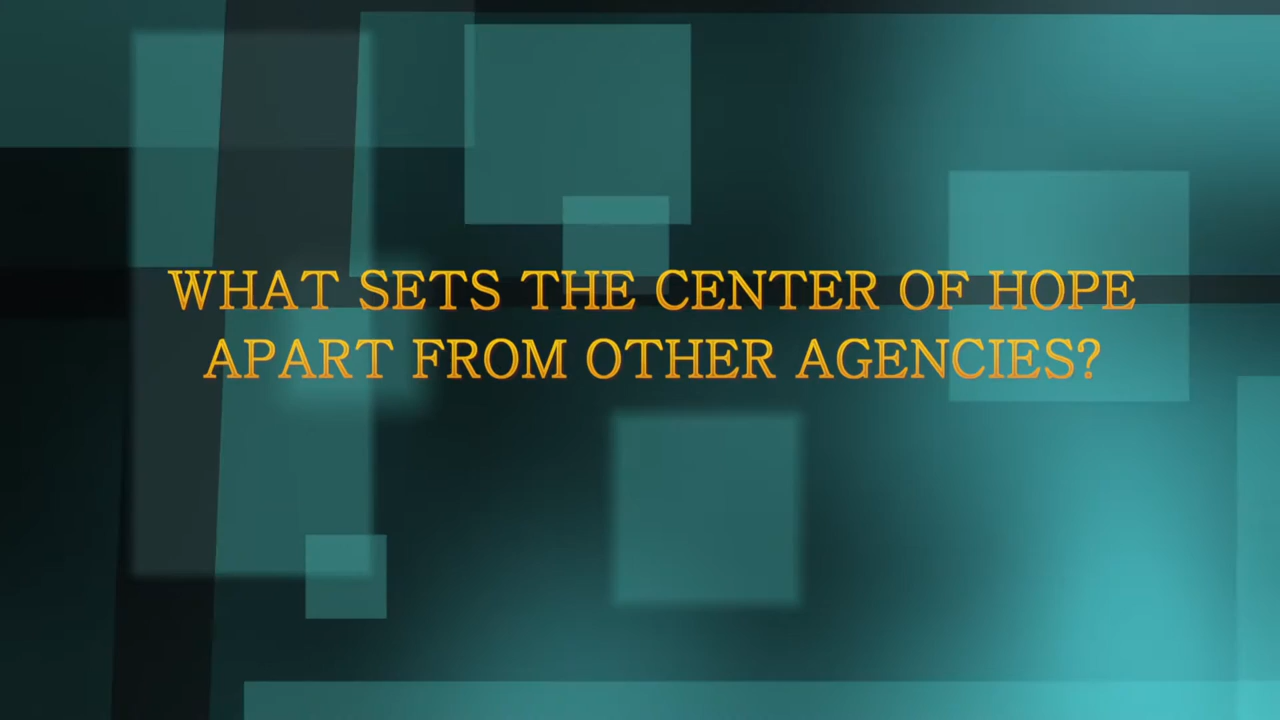 WHAT SETS THE CENTER OF HOPE
APART FROM OTHER AGENCIES?